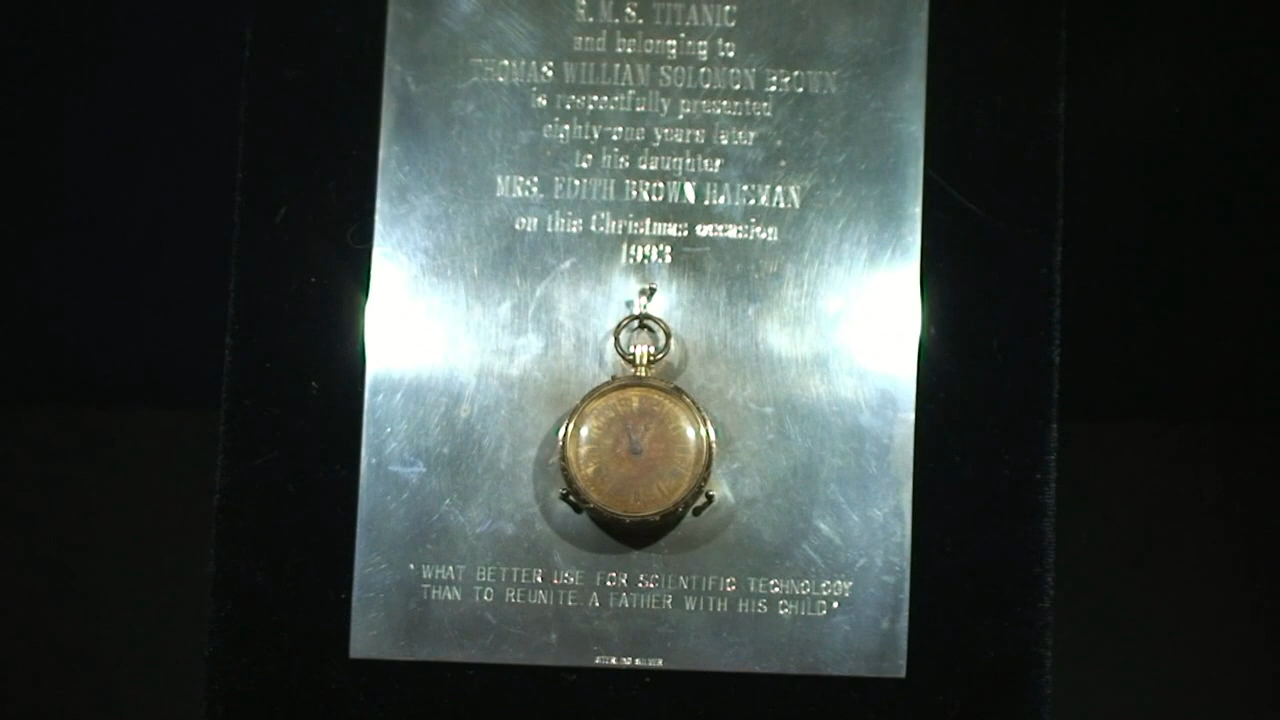 R.M.S. TITANIC
and belonging to
THOMAS WILLIAM SOLOMON BROWN
is respectfully presented
eighty-one years later
to his daughter
MRS. EDITH BROWN HAISMAN
on this Christmas occasion
1993
"WHAT BETTER USE FOR SCIENTIFIC TECHNOLOGY
THAN TO REUNITE A FATHER WITH HIS CHILD"
STERLING SILVER